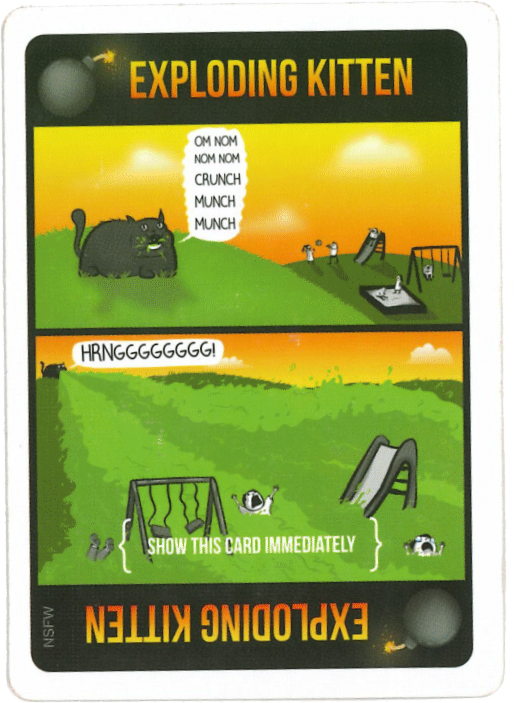 EXPLODING KITTEN
OM NOM
NOM NOM
CRUNCH
MUNCH
MUNCH
HRNGGGGGGGG!
SHOW THIS CARD IMMEDIATELY
NSFW
EXPLODING KITTEN